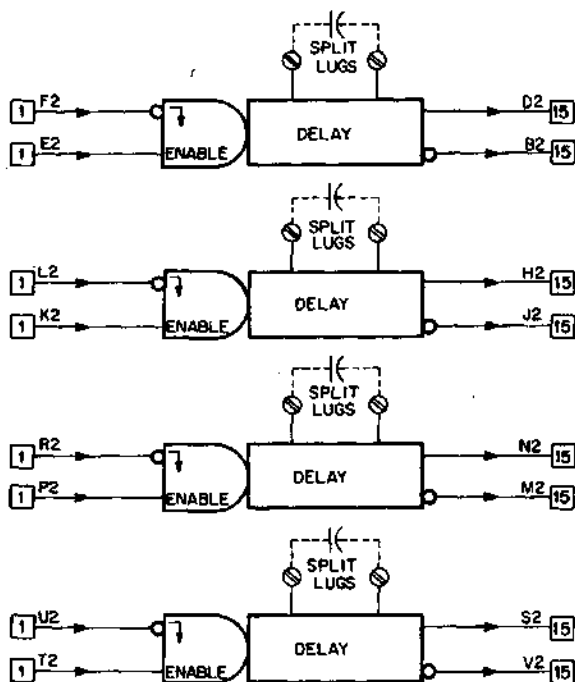 SPLIT
LUGS
1 F2 D2 15
DELAY
1 E2 ENABLE B2 15
SPLIT
LUGS
1 L2 H2 15
DELAY
1 K2 ENABLE J2 15
SPLIT
LUGS
1 R2 N2 15
DELAY
1 P2 ENABLE M2 15
SPLIT
LUGS
1 U2 S2 15
DELAY
1 T2 ENABLE V2 15